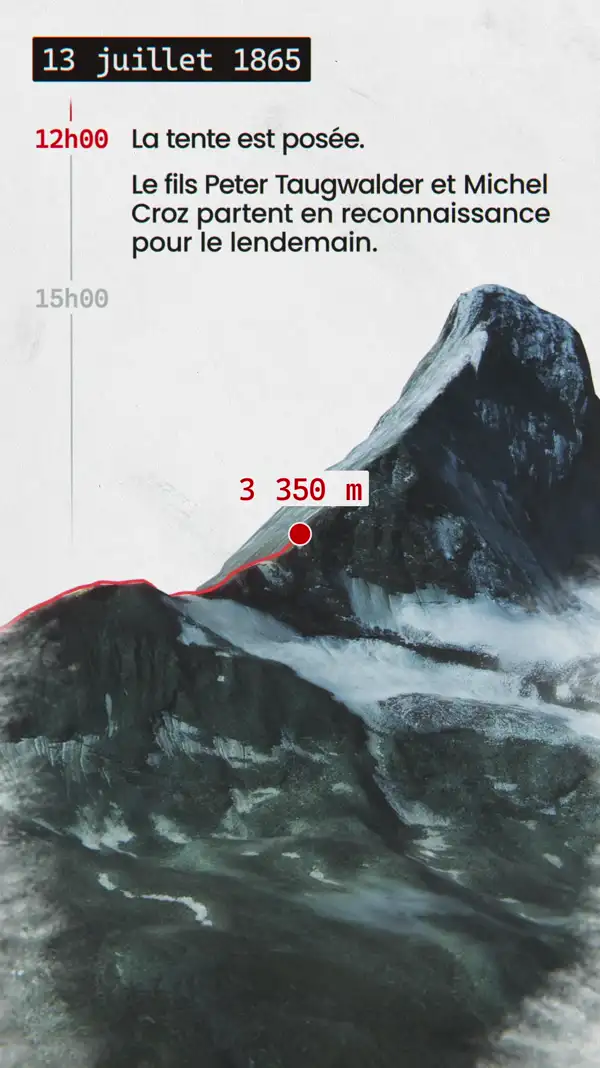 13 juillet 1865
12h00
La tente est posée.
Le fils Peter Taugwalder et Michel
Croz partent en reconnaissance
pour le lendemain.
15h00
3 350 m